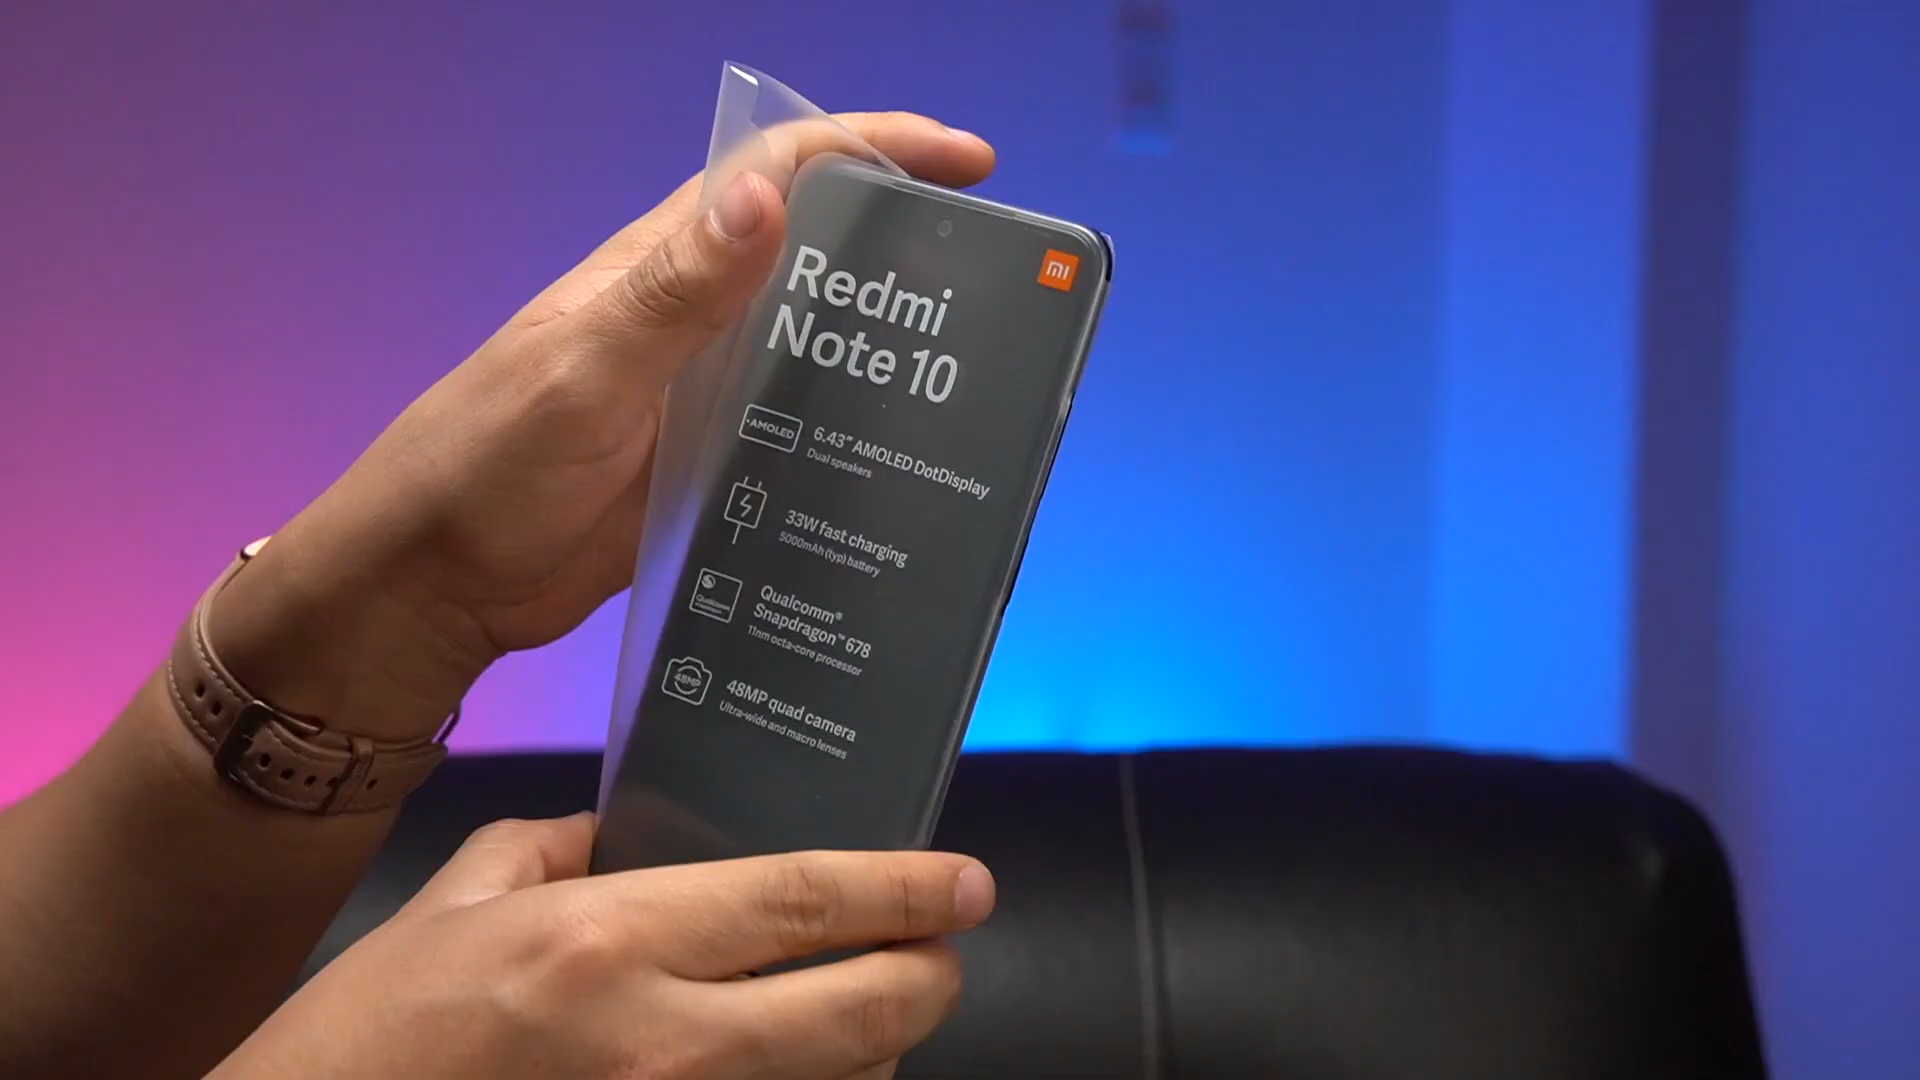 mi
Redmi
Note 10
AMOLED
6.43" AMOLED DotDisplay
Dual speakers
33W fast charging
5000mAh (typ) battery
Qualcomm
Qualcomm®
Snapdragon™ 678
11nm octa-core processor
48MP
48MP quad camera
Ultra-wide and macro lenses